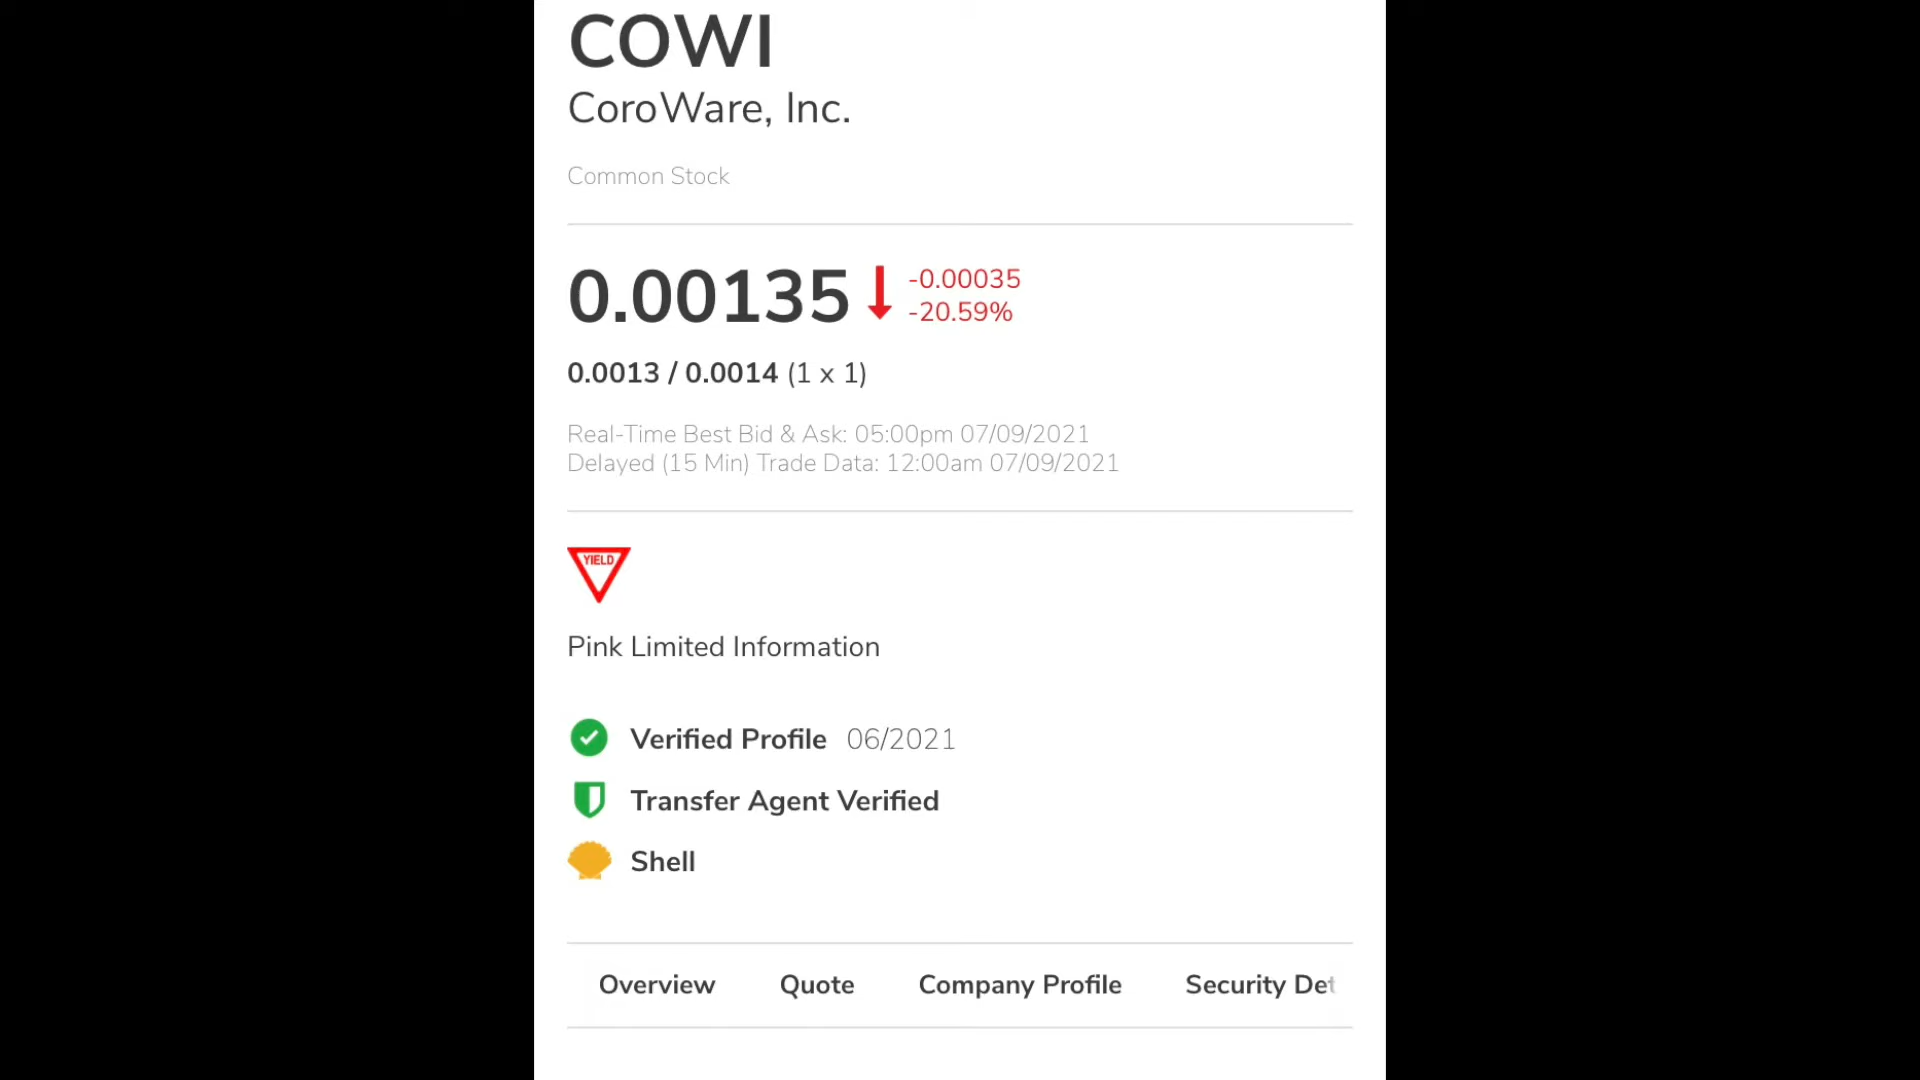 COWI
CoroWare, Inc.
Common Stock
0.00135
-0.00035
-20.59%
0.0013 / 0.0014 (1 x 1)
Real-Time Best Bid & Ask: 05:00pm 07/09/2021
Delayed (15 Min) Trade Data: 12:00am 07/09/2021
YIELD
Pink Limited Information
Verified Profile 06/2021
Transfer Agent Verified
Shell
Overview Quote Company Profile Security Det